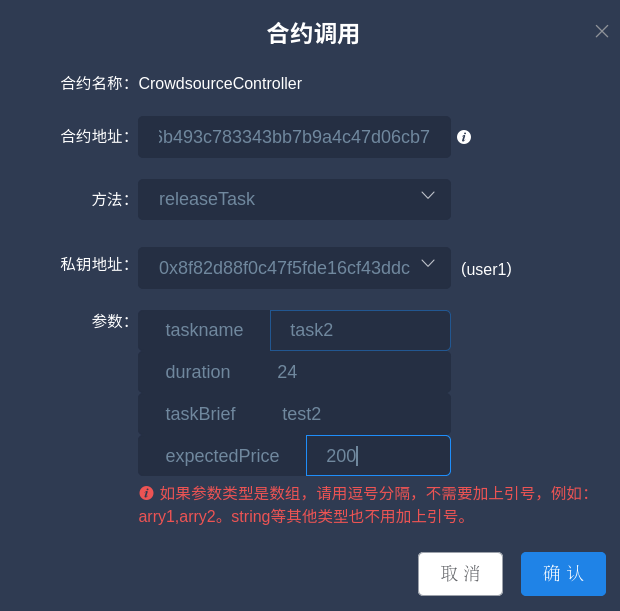 合约调用
合约名称： CrowdsourceController
合约地址： 6b493c783343bb7b9a4c47d06cb7
方法： releaseTask
私钥地址： 0x8f82d88f0c47f5fde16cf43ddc (user1)
参数： taskname task2
duration 24
taskBrief test2
expectedPrice 200
如果参数类型是数组，请用逗号分隔，不需要加上引号，例如：
arry1,arry2。string等其他类型也不用加上引号。
取消 确认